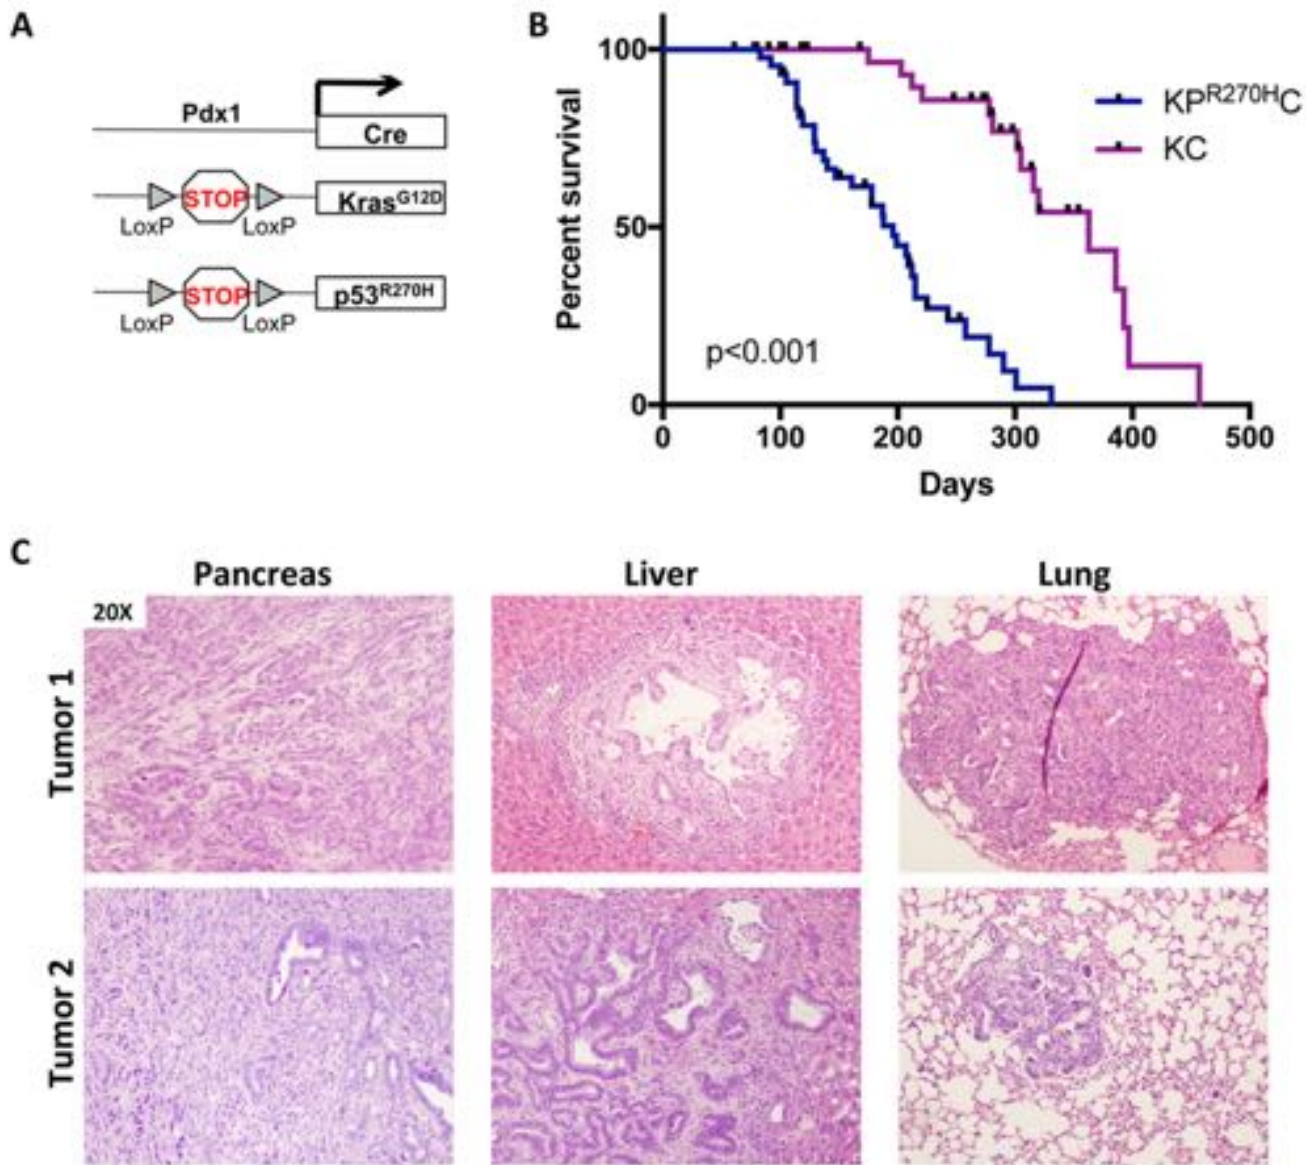 A
Pdx1
Cre
STOP
Kras^G12D
LoxP LoxP
STOP
p53^R270H
LoxP LoxP
B
Percent survival
100
50
0
KP^R270H C
KC
p<0.001
0 100 200 300 400 500
Days
C
Pancreas Liver Lung
20X
Tumor 1
Tumor 2